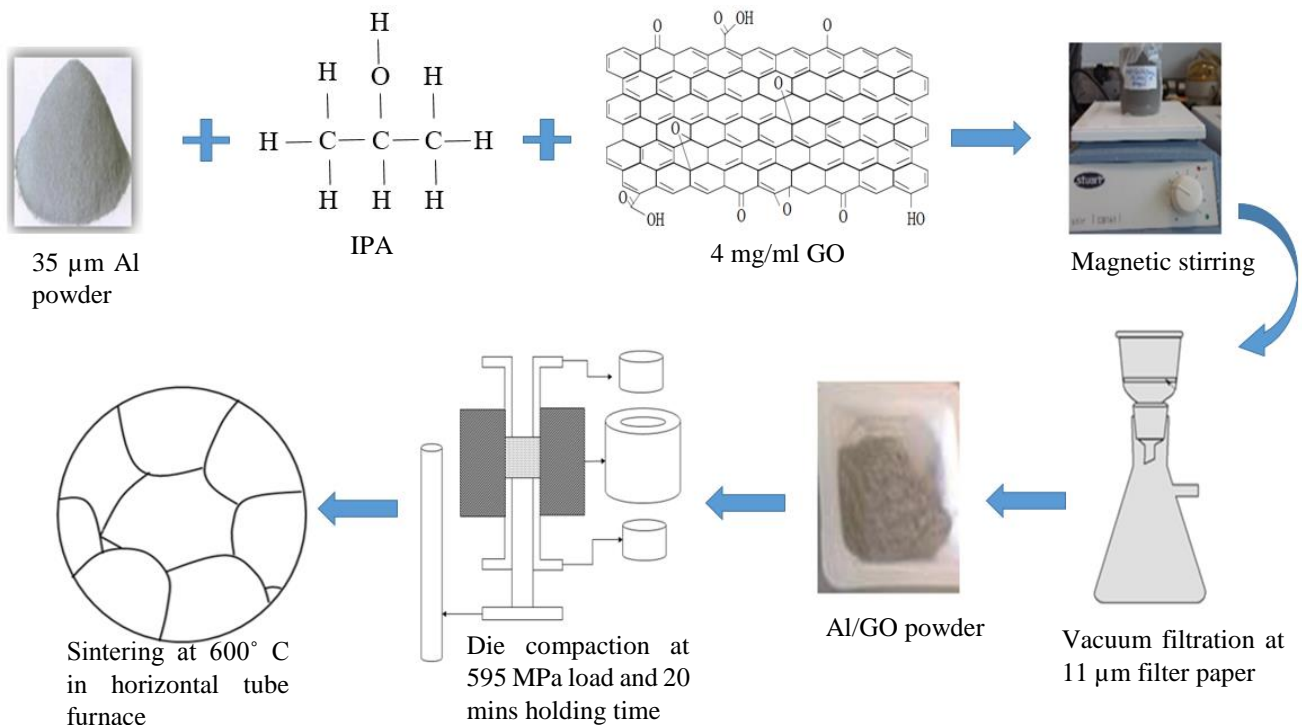 H
O
H H
H C C C H
H H H
IPA
O OH O
O
O
O
O OH O O O HO
35 µm Al
powder
4 mg/ml GO
stuart
Magnetic stirring
Sintering at 600˚ C
in horizontal tube
furnace
Die compaction at
595 MPa load and 20
mins holding time
Al/GO powder
Vacuum filtration at
11 µm filter paper